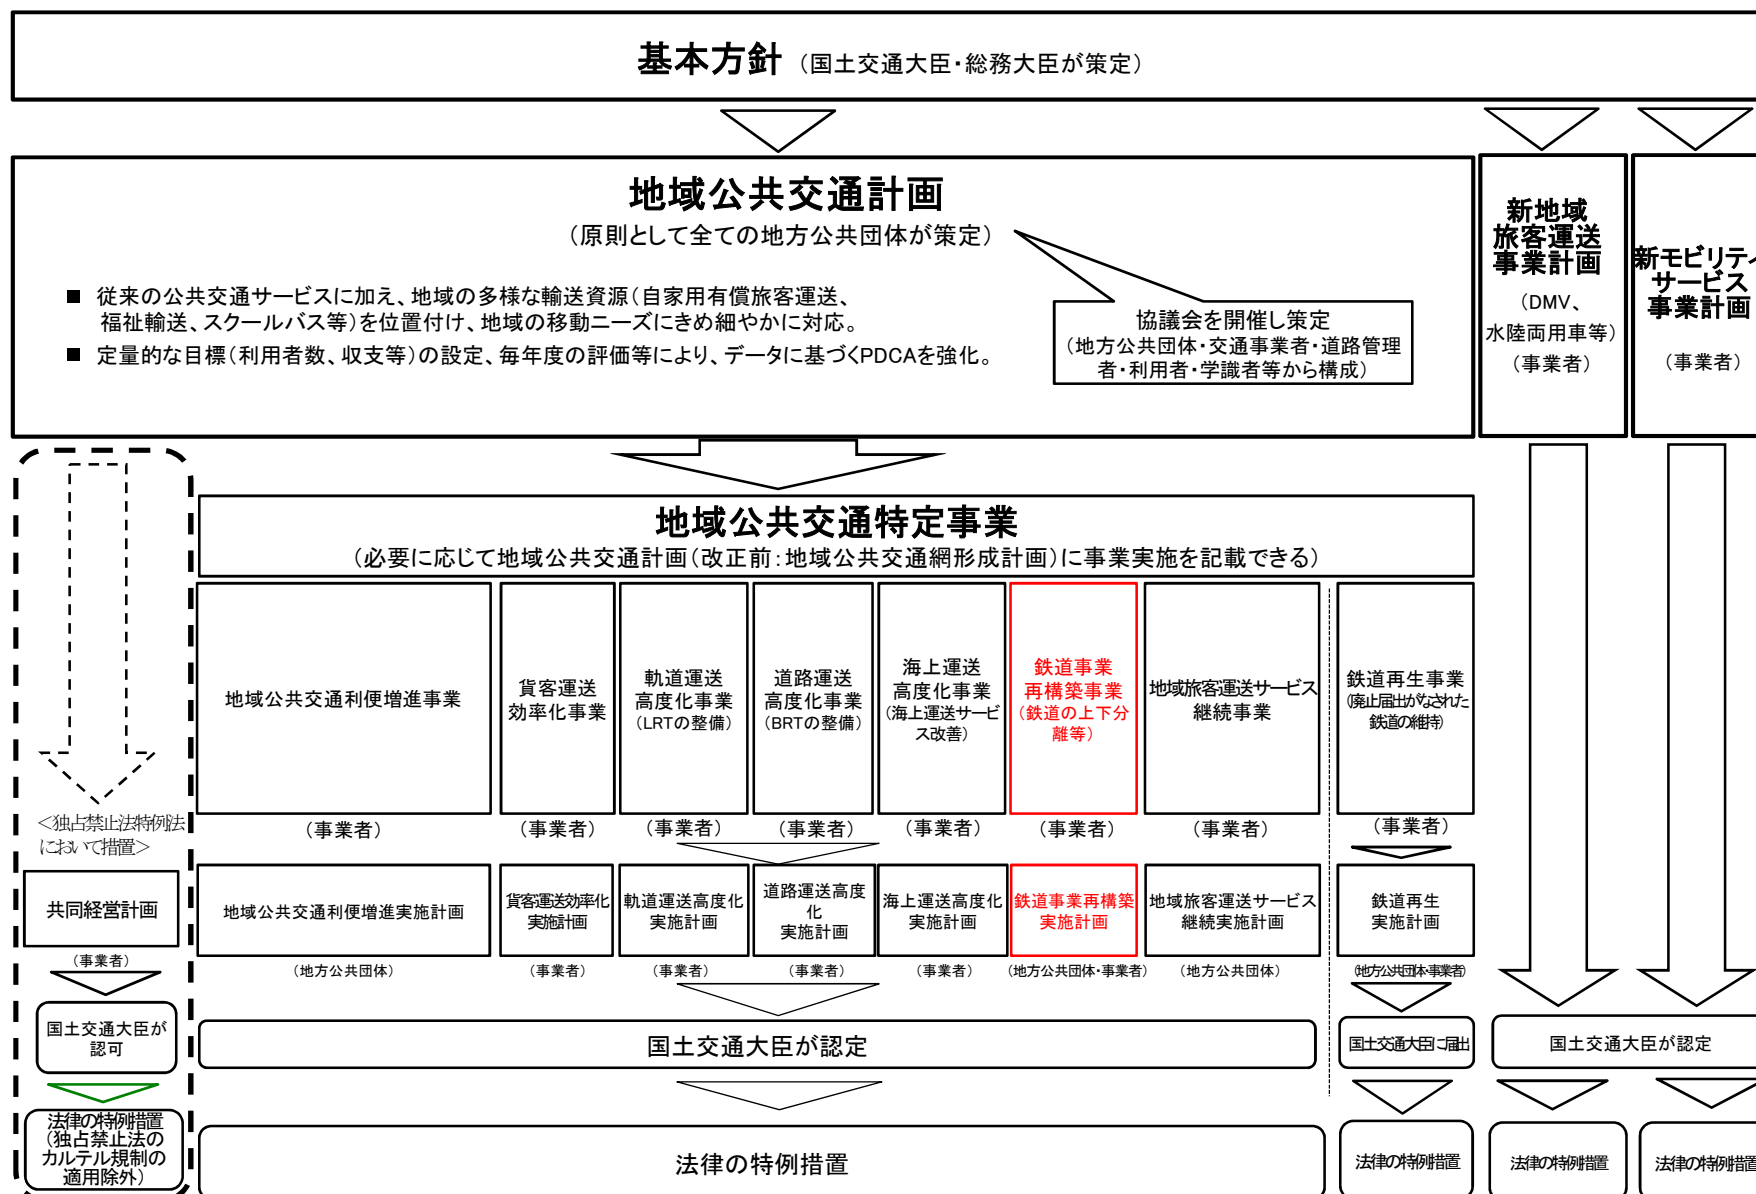 基本方針（国土交通大臣・総務大臣が策定）
地域公共交通計画
（原則として全ての地方公共団体が策定）
■ 従来の公共交通サービスに加え、地域の多様な輸送資源（自家用有償旅客運送、
福祉輸送、スクールバス等）を位置付け、地域の移動ニーズにきめ細やかに対応。
■ 定量的な目標（利用者数、収支等）の設定、毎年度の評価等により、データに基づくPDCAを強化。
協議会を開催し策定
（地方公共団体・交通事業者・道路管理
者・利用者・学識者等から構成）
新地域
旅客運送
事業計画
（DMV、
水陸両用車等）
（事業者）
新モビリティ
サービス
事業計画
（事業者）
地域公共交通特定事業
（必要に応じて地域公共交通計画（改正前：地域公共交通網形成計画）に事業実施を記載できる）
地域公共交通利便増進事業
（事業者）
貨客運送
効率化事業
（事業者）
軌道運送
高度化事業
（LRTの整備）
（事業者）
道路運送
高度化事業
（BRTの整備）
（事業者）
海上運送
高度化事業
（海上運送サービ
ス改善）
（事業者）
鉄道事業
再構築事業
（鉄道の上下分
離等）
（事業者）
地域旅客運送サービス
継続事業
（事業者）
鉄道再生事業
（廃止届出がなされた
鉄道の維持）
（事業者）
＜独占禁止法特例法
において措置＞
共同経営計画
（事業者）
地域公共交通利便増進実施計画
（地方公共団体）
貨客運送効率化
実施計画
（事業者）
軌道運送高度化
実施計画
（事業者）
道路運送高度
化
実施計画
（事業者）
海上運送高度化
実施計画
（事業者）
鉄道事業再構築
実施計画
（地方公共団体・事業者）
地域旅客運送サービス
継続実施計画
（地方公共団体）
鉄道再生
実施計画
（地方公共団体・事業者）
国土交通大臣が
認可
国土交通大臣が認定
国土交通大臣に届出
国土交通大臣が認定
法律の特例措置
（独占禁止法の
カルテル規制の
適用除外）
法律の特例措置
法律の特例措置
法律の特例措置
法律の特例措置